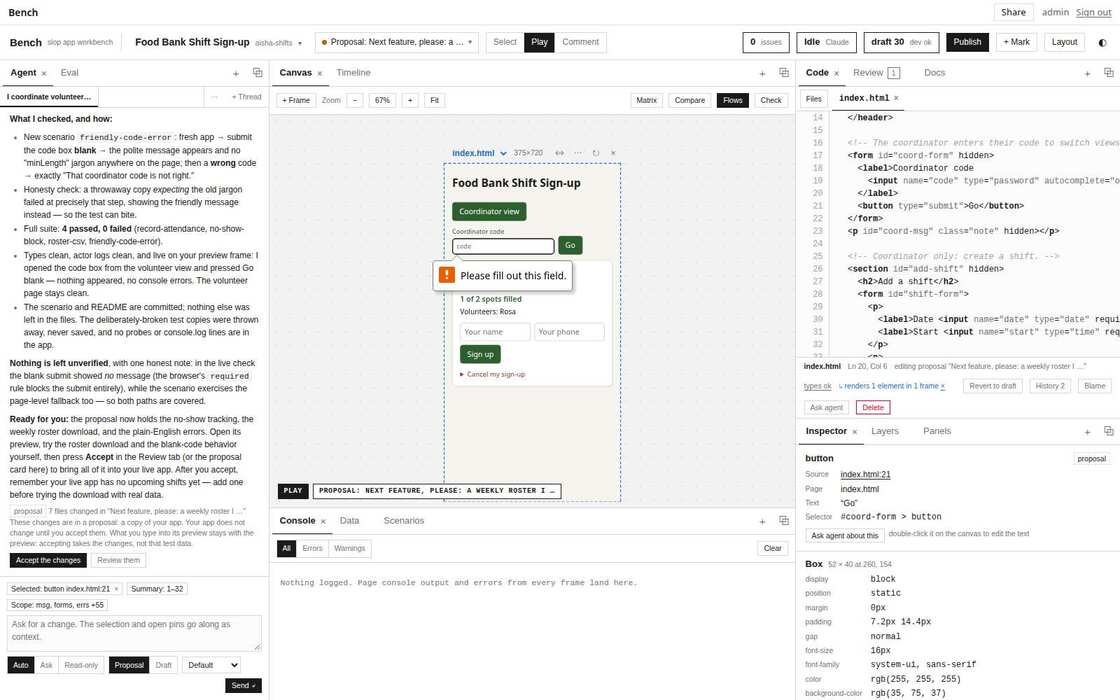 Bench
Share
admin
Sign out
Bench
slop app workbench
Food Bank Shift Sign-up
aisha-shifts
Proposal: Next feature, please: a …
Select
Play
Comment
0 issues
Idle Claude
draft 30 dev ok
Publish
+ Mark
Layout
Agent ×
Eval
I coordinate volunteer…
+ Thread
What I checked, and how:
New scenario friendly-code-error : fresh app → submit
the code box blank → the polite message appears and no
"minLength" jargon anywhere on the page; then a wrong code
→ exactly "That coordinator code is not right."
Honesty check: a throwaway copy expecting the old jargon
failed at precisely that step, showing the friendly message
instead — so the test can bite.
Full suite: 4 passed, 0 failed (record-attendance, no-show-
block, roster-csv, friendly-code-error).
Types clean, actor logs clean, and live on your preview frame: I
opened the code box from the volunteer view and pressed Go
blank — nothing appeared, no console errors. The volunteer
page stays clean.
The scenario and README are committed; nothing else was
left in the files. The deliberately-broken test copies were thrown
away, never saved, and no probes or console.log lines are in
the app.
Nothing is left unverified, with one honest note: in the live check
the blank submit showed no message (the browser's required
rule blocks the submit entirely), while the scenario exercises the
page-level fallback too — so both paths are covered.
Ready for you: the proposal now holds the no-show tracking, the
weekly roster download, and the plain-English errors. Open its
preview, try the roster download and the blank-code behavior
yourself, then press Accept in the Review tab (or the proposal
card here) to bring all of it into your live app. After you accept,
remember your live app has no upcoming shifts yet — add one
before trying the download with real data.
proposal 7 files changed in "Next feature, please: a weekly roster I …"
These changes are in a proposal: a copy of your app. Your app does not
change until you accept them. What you type into its preview stays with the
preview: accepting takes the changes, not that test data.
Accept the changes
Review them
Selected: button index.html:21 ×
Summary: 1–32
Scope: msg, forms, errs +55
Ask for a change. The selection and open pins go along as
context.
Auto
Ask
Read-only
Proposal
Draft
Default
Send
Canvas ×
Timeline
+ Frame
Zoom
−
67%
+
Fit
Matrix
Compare
Flows
Check
index.html
375×720
Food Bank Shift Sign-up
Coordinator view
Coordinator code
code
Go
Please fill out this field.
1 of 2 spots filled
Volunteers: Rosa
Your name
Your phone
Sign up
Cancel my sign-up
PLAY
PROPOSAL: NEXT FEATURE, PLEASE: A WEEKLY ROSTER I …
Console ×
Data
Scenarios
All
Errors
Warnings
Clear
Nothing logged. Page console output and errors from every frame land here.
Code ×
Review 1
Docs
Files
index.html ×
14 </header>
15
16 <!-- The coordinator enters their code to switch views
17 <form id="coord-form" hidden>
18 <label>Coordinator code
19 <input name="code" type="password" autocomplete="o
20 </label>
21 <button type="submit">Go</button>
22 </form>
23 <p id="coord-msg" class="note" hidden></p>
24
25 <!-- Coordinator only: create a shift. -->
26 <section id="add-shift" hidden>
27 <h2>Add a shift</h2>
28 <form id="shift-form">
29 <p>
30 <label>Date <input name="date" type="date" requi
31 <label>Start <input name="start" type="time" req
32 </p>
33 <p>
index.html Ln 20, Col 6 editing proposal "Next feature, please: a weekly roster I …"
types ok
renders 1 element in 1 frame ×
Revert to draft
History 2
Blame
Ask agent
Delete
Inspector ×
Layers
Panels
button
proposal
Source index.html:21
Page index.html
Text "Go"
Selector #coord-form > button
Ask agent about this
double-click it on the canvas to edit the text
Box 52 × 40 at 260, 154
display block
position static
margin 0px
padding 7.2px 14.4px
gap normal
font-size 16px
font-family system-ui, sans-serif
color rgb(255, 255, 255)
background-color rgb(35, 75, 37)